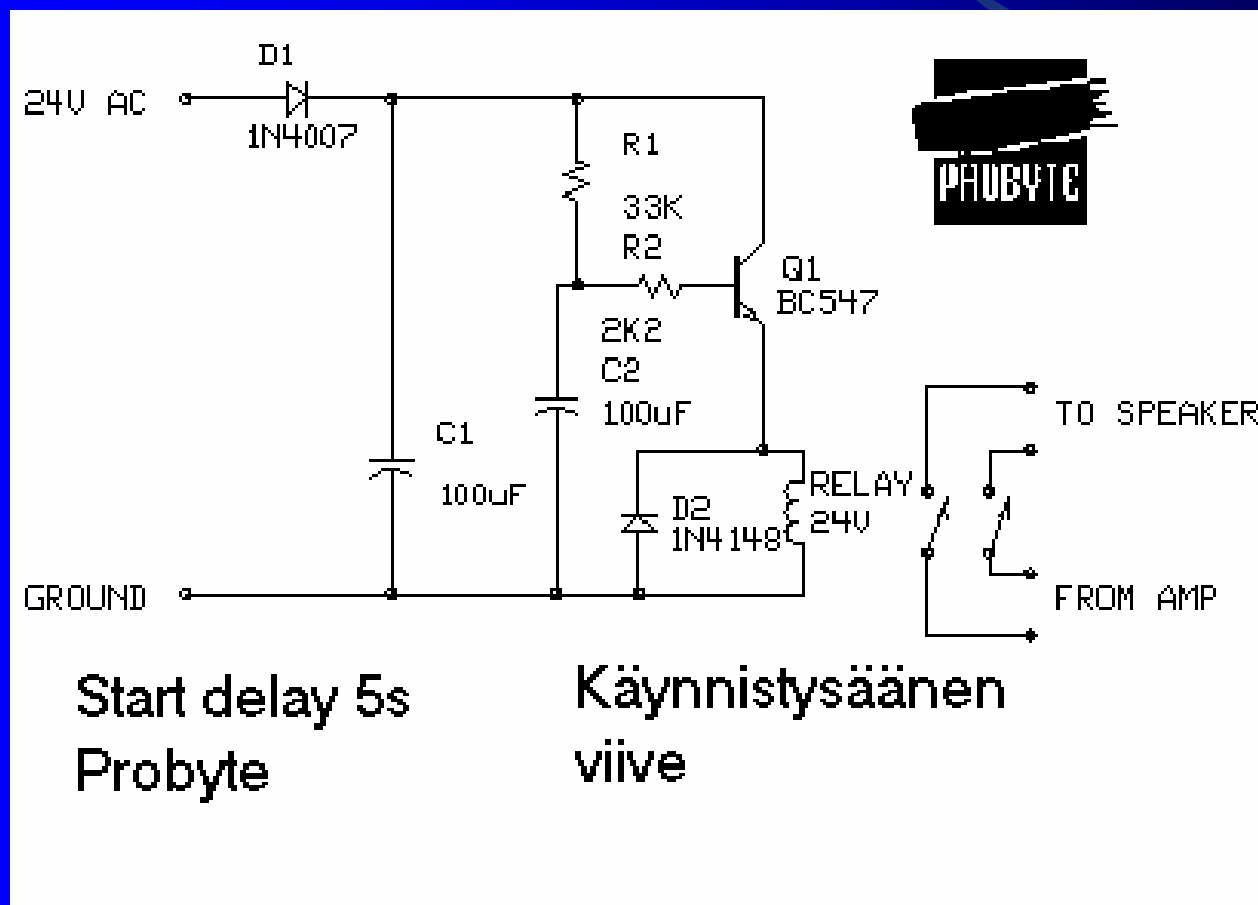 D1
24V AC
1N4007
R1
33K
R2
2K2
C2
100uF
Q1
BC547
PROBYTE
C1
100uF
TO SPEAKER
RELAY
24V
D2
1N4148
GROUND
FROM AMP
Start delay 5s
Probyte
Käynnistysäänen
viive